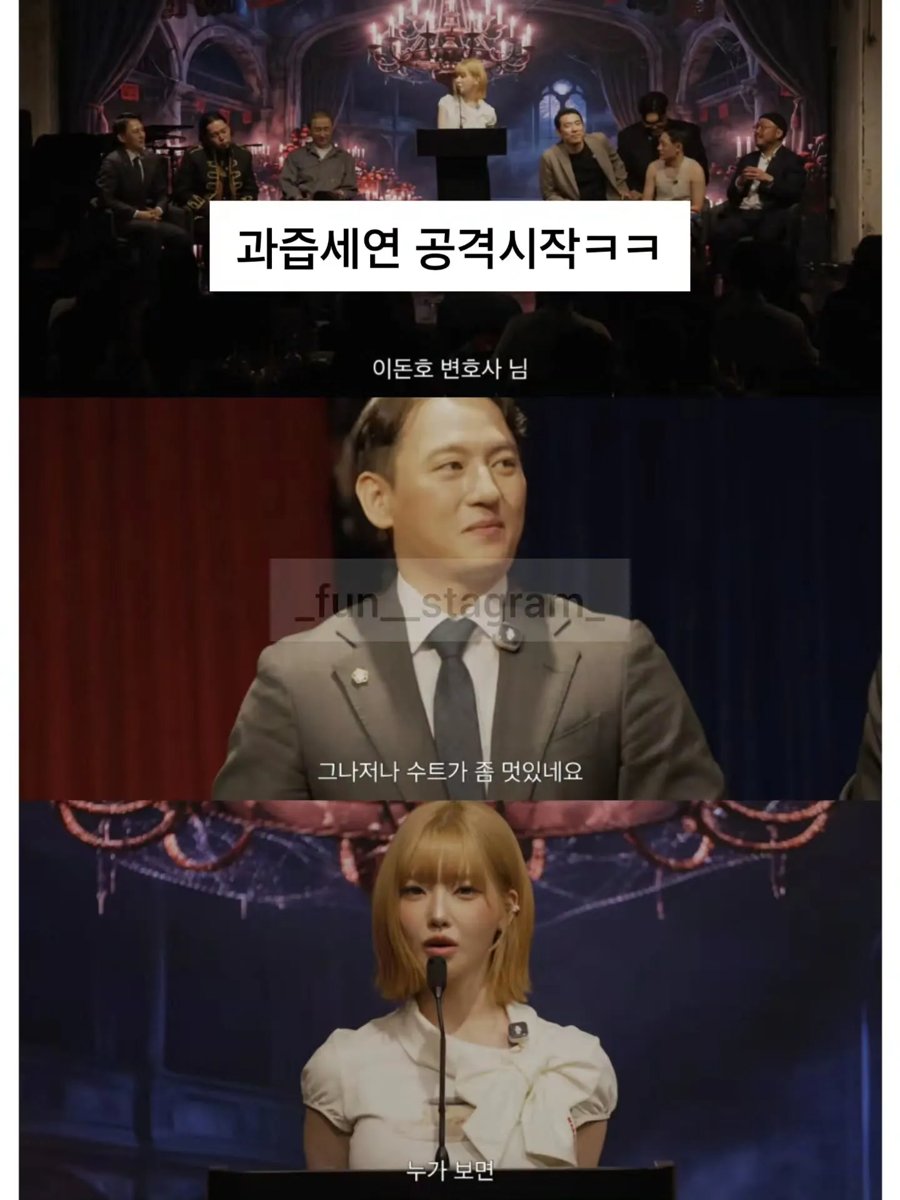 과즙세연 공격시작ㅋㅋ
이돈호 변호사 님
_fun__stagram_
그나저나 수트가 좀 멋있네요
누가 보면